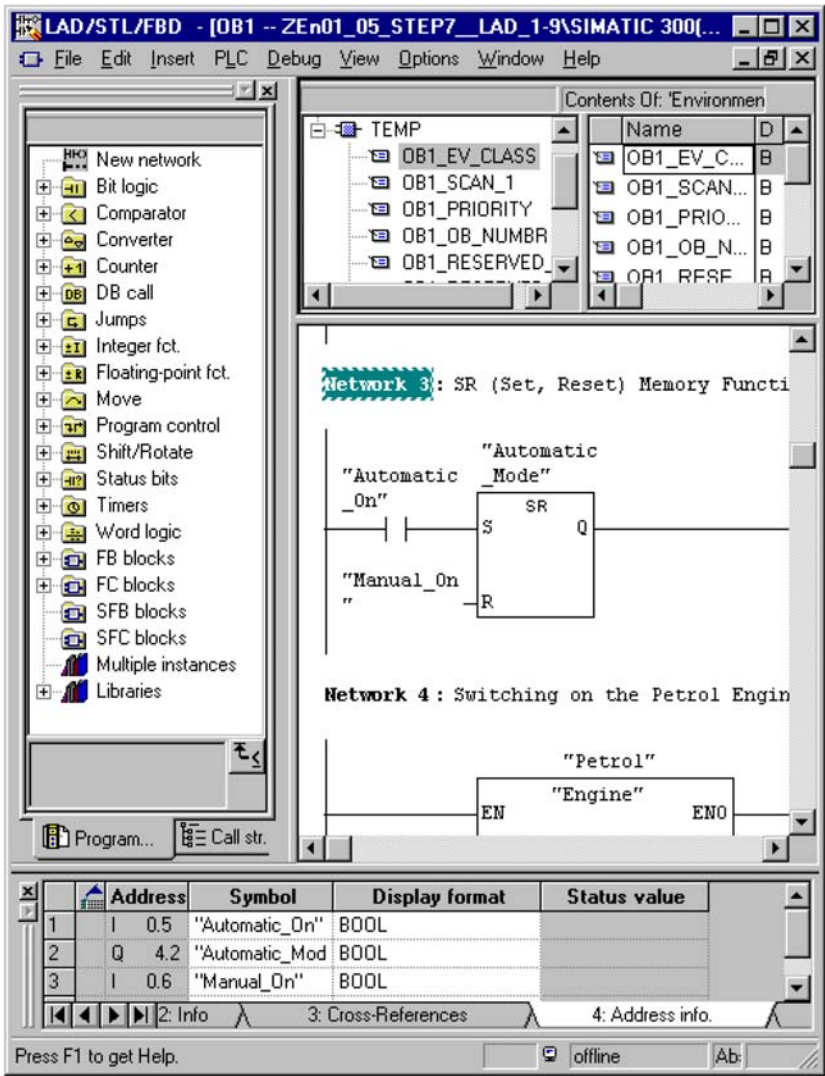 LAD/STL/FBD - [OB1 -- ZEn01_05_STEP7__LAD_1-9\SIMATIC 300(...
File Edit Insert PLC Debug View Options Window Help
New network
Bit logic
Comparator
Converter
Counter
DB call
Jumps
Integer fct.
Floating-point fct.
Move
Program control
Shift/Rotate
Status bits
Timers
Word logic
FB blocks
FC blocks
SFB blocks
SFC blocks
Multiple instances
Libraries
Program... Call str.
Contents Of: 'Environmen
TEMP
OB1_EV_CLASS
OB1_SCAN_1
OB1_PRIORITY
OB1_OB_NUMBR
OB1_RESERVED_
Name D
OB1_EV_C... B
OB1_SCAN... B
OB1_PRIO... B
OB1_OB_N... B
OB1_RESE B
Network 3: SR (Set, Reset) Memory Functi
"Automatic
_Mode"
"Automatic
_On"
SR
S Q
"Manual_On
"
R
Network 4: Switching on the Petrol Engin
"Petrol"
"Engine"
EN ENO
Address Symbol Display format Status value
1 I 0.5 "Automatic_On" BOOL
2 Q 4.2 "Automatic_Mod BOOL
3 I 0.6 "Manual_On" BOOL
2: Info 3: Cross-References 4: Address info.
Press F1 to get Help. offline Ab